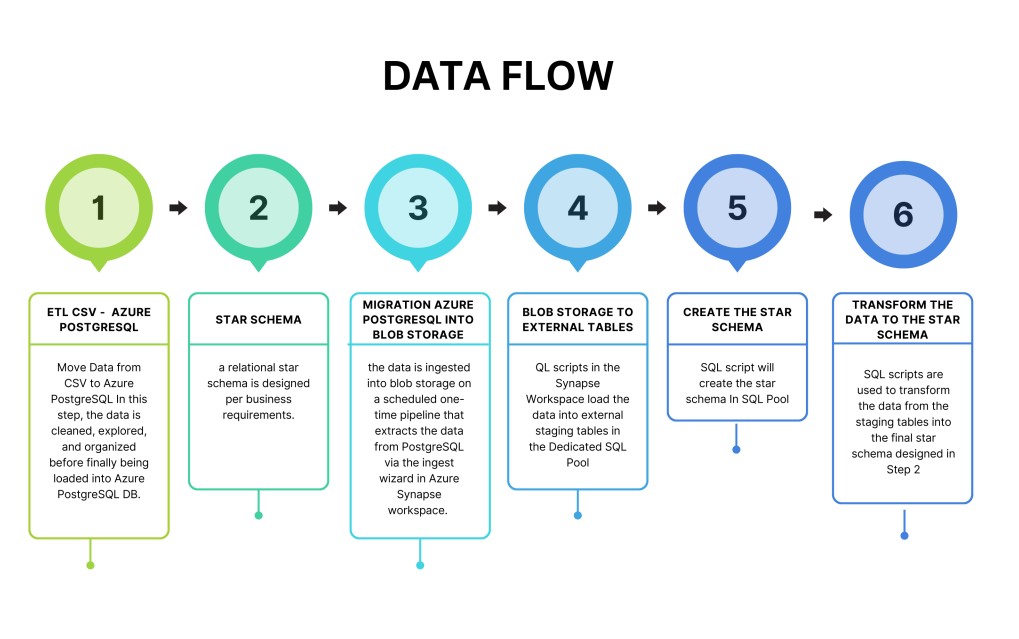 DATA FLOW
1
2
3
4
5
6
ETL CSV - AZURE
POSTGRESQL
Move Data from
CSV to Azure
PostgreSQL In this
step, the data is
cleaned, explored,
and organized
before finally being
loaded into Azure
PostgreSQL DB.
STAR SCHEMA
a relational star
schema is designed
per business
requirements.
MIGRATION AZURE
POSTGRESQL INTO
BLOB STORAGE
the data is ingested
into blob storage on
a scheduled one-
time pipeline that
extracts the data
from PostgreSQL
via the ingest
wizard in Azure
Synapse
workspace.
BLOB STORAGE TO
EXTERNAL TABLES
QL scripts in the
Synapse
Workspace load the
data into external
staging tables in
the Dedicated SQL
Pool
CREATE THE STAR
SCHEMA
SQL script will
create the star
schema In SQL Pool
TRANSFORM THE
DATA TO THE STAR
SCHEMA
SQL scripts are
used to transform
the data from the
staging tables into
the final star
schema designed in
Step 2